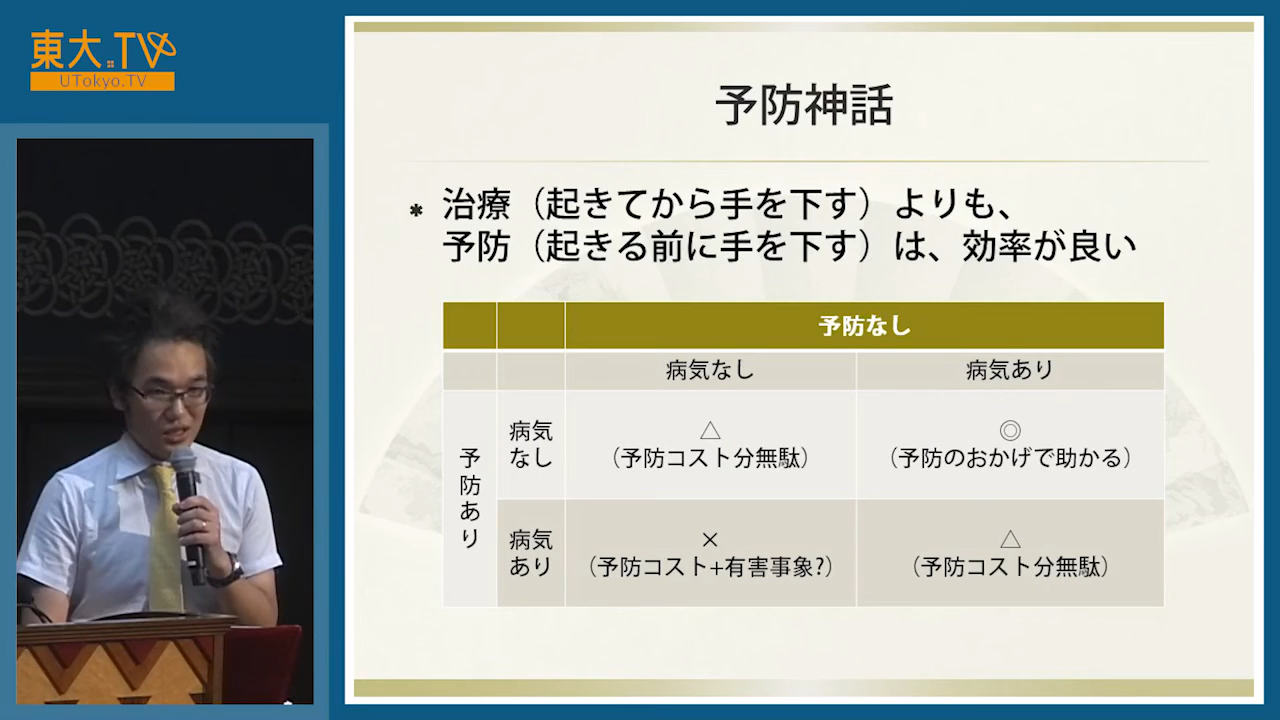 東大.TV
UTokyo.TV
予防神話
* 治療（起きてから手を下す）よりも、
予防（起きる前に手を下す）は、効率が良い
予防なし
病気なし 病気あり
予防あり
病気なし
△
（予防コスト分無駄）
◎
（予防のおかげで助かる）
病気あり
×
（予防コスト+有害事象?）
△
（予防コスト分無駄）